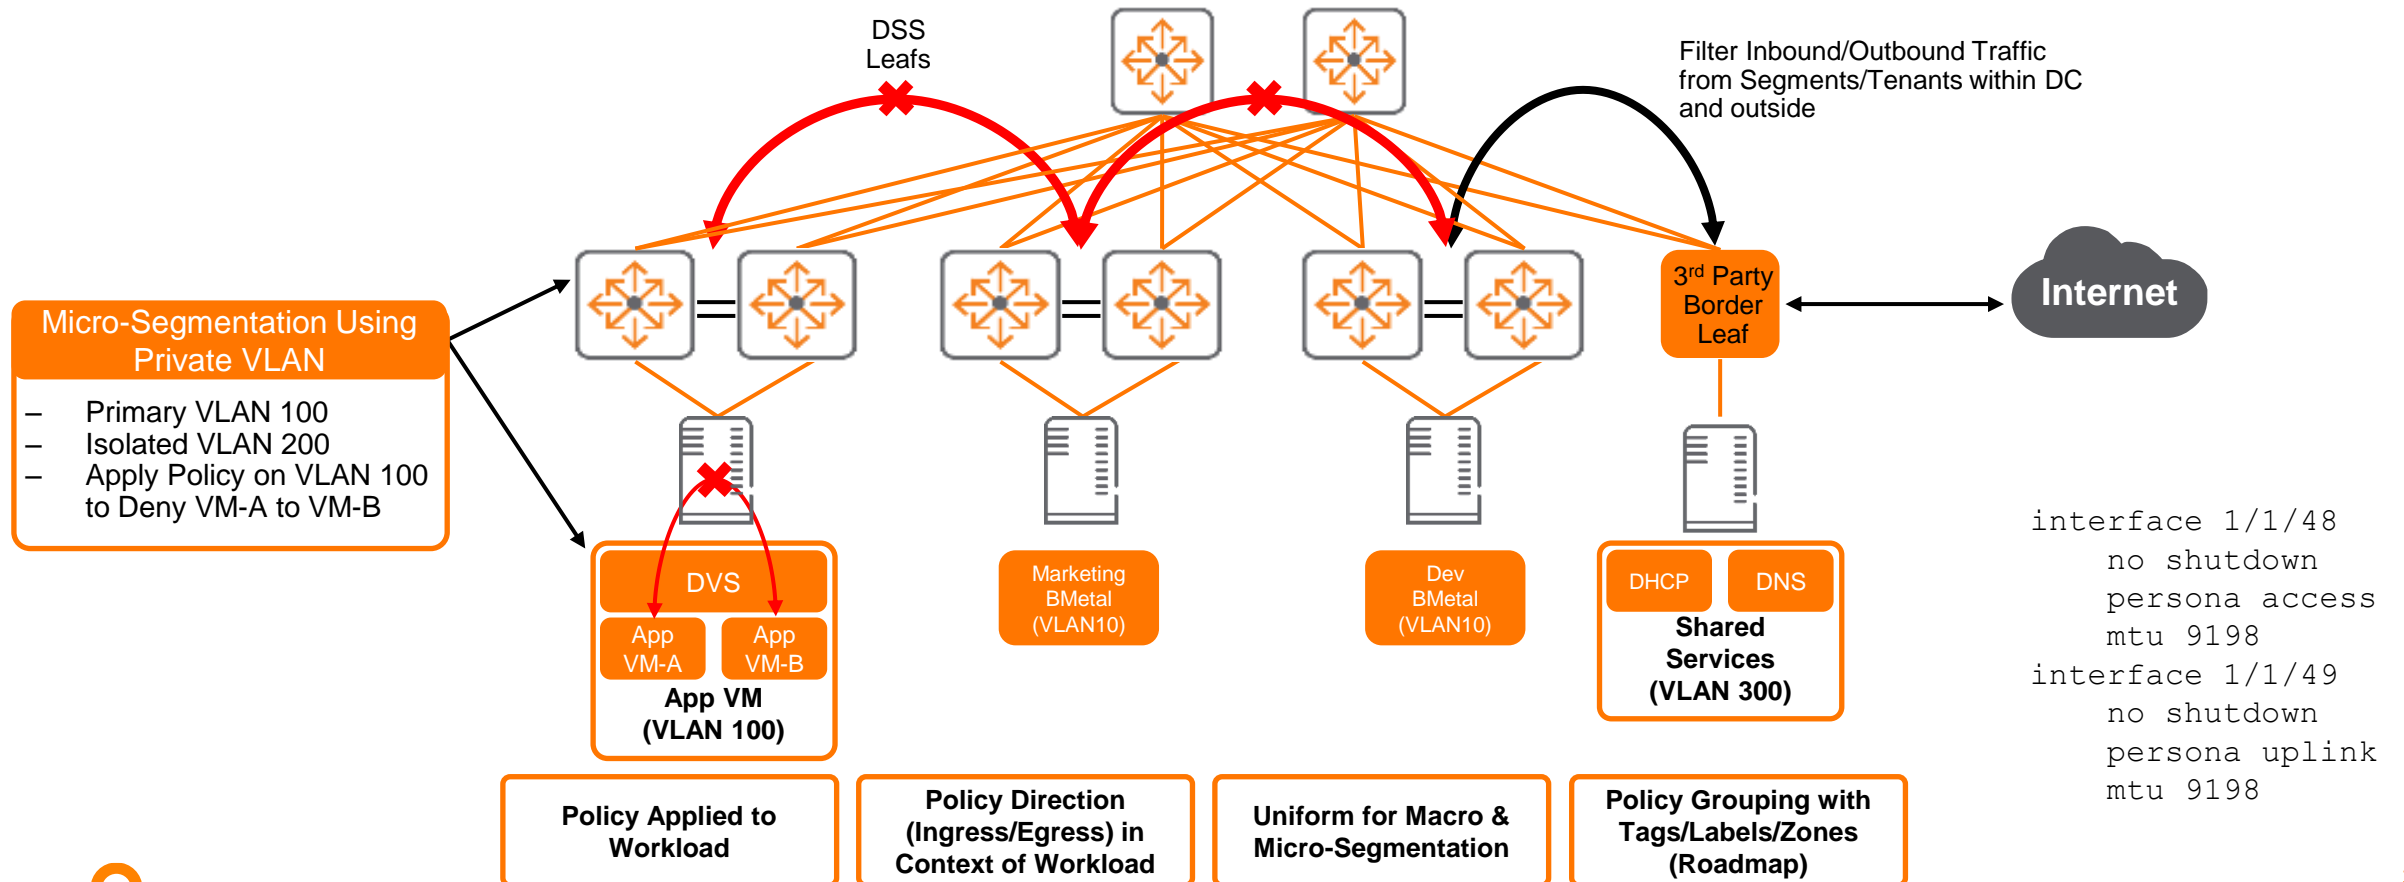 DSS
Leafs
Filter Inbound/Outbound Traffic
from Segments/Tenants within DC
and outside
Micro-Segmentation Using
Private VLAN
– Primary VLAN 100
– Isolated VLAN 200
– Apply Policy on VLAN 100
to Deny VM-A to VM-B
3rd Party
Border
Leaf
Internet
DVS
App
VM-A
App
VM-B
App VM
(VLAN 100)
Marketing
BMetal
(VLAN10)
Dev
BMetal
(VLAN10)
DHCP
DNS
Shared
Services
(VLAN 300)
interface 1/1/48
no shutdown
persona access
mtu 9198
interface 1/1/49
no shutdown
persona uplink
mtu 9198
Policy Applied to
Workload
Policy Direction
(Ingress/Egress) in
Context of Workload
Uniform for Macro &
Micro-Segmentation
Policy Grouping with
Tags/Labels/Zones
(Roadmap)